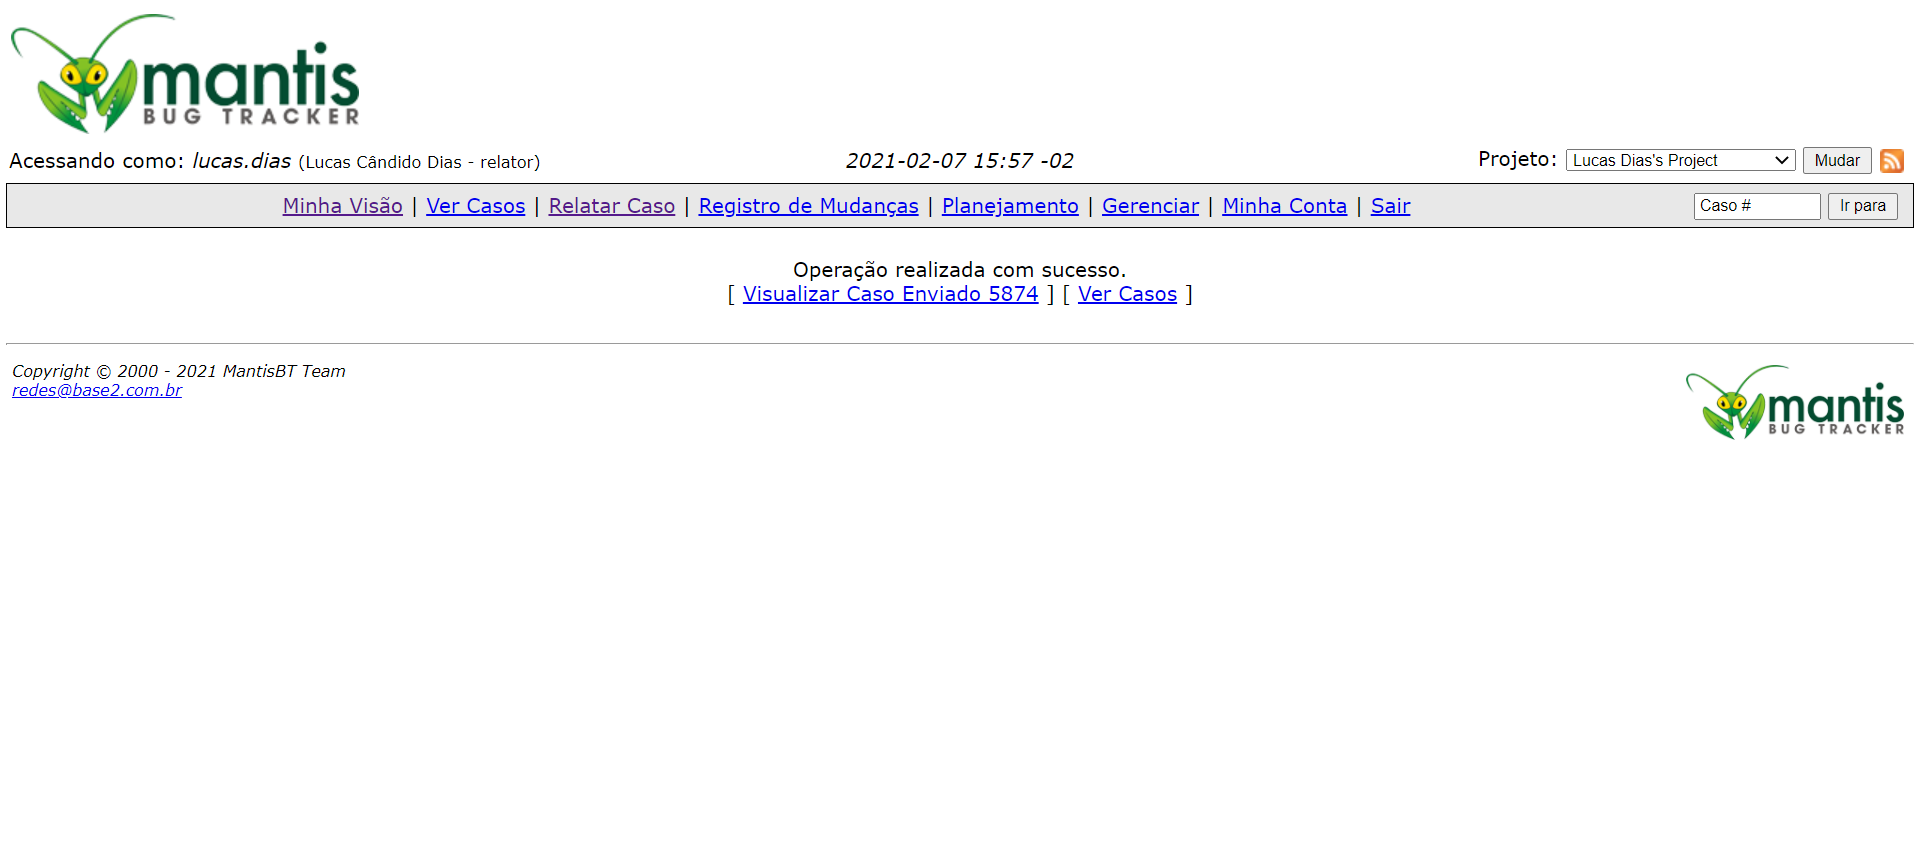 mantis
BUG TRACKER
Acessando como: lucas.dias (Lucas Cândido Dias - relator)
2021-02-07 15:57 -02
Projeto: Lucas Dias's Project Mudar
Minha Visão | Ver Casos | Relatar Caso | Registro de Mudanças | Planejamento | Gerenciar | Minha Conta | Sair
Caso # Ir para
Operação realizada com sucesso.
[ Visualizar Caso Enviado 5874 ] [ Ver Casos ]
Copyright © 2000 - 2021 MantisBT Team
redes@base2.com.br
mantis
BUG TRACKER